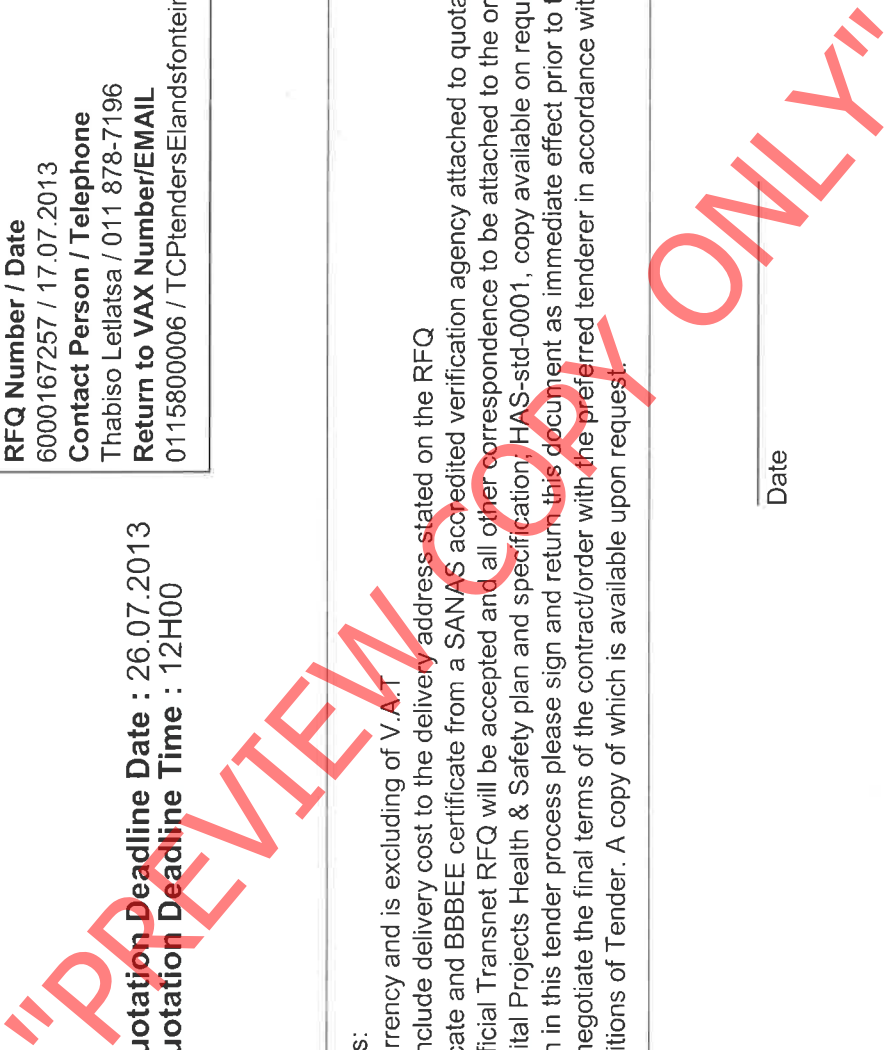 RFQ Number / Date
6000167257 / 17.07.2013
Contact Person / Telephone
Thabiso Letlatsa / 011 878-7196
Return to VAX Number/EMAIL
0115800006 / TCPtendersElandsfontein
uotation Deadline Date : 26.07.2013
uotation Deadline Time : 12H00
s:
rrency and is excluding of V.A.T
nclude delivery cost to the delivery address stated on the RFQ
cate and BBBEE certificate from a SANAS accredited verification agency attached to quota
ficial Transnet RFQ will be accepted and all other correspondence to be attached to the or
ital Projects Health & Safety plan and specification, HAS-std-0001, copy available on requ
n in this tender process please sign and return this document as immediate effect prior to t
negotiate the final terms of the contract/order with the preferred tenderer in accordance wit
itions of Tender. A copy of which is available upon request.
Date
"PREVIEW COPY ONLY"